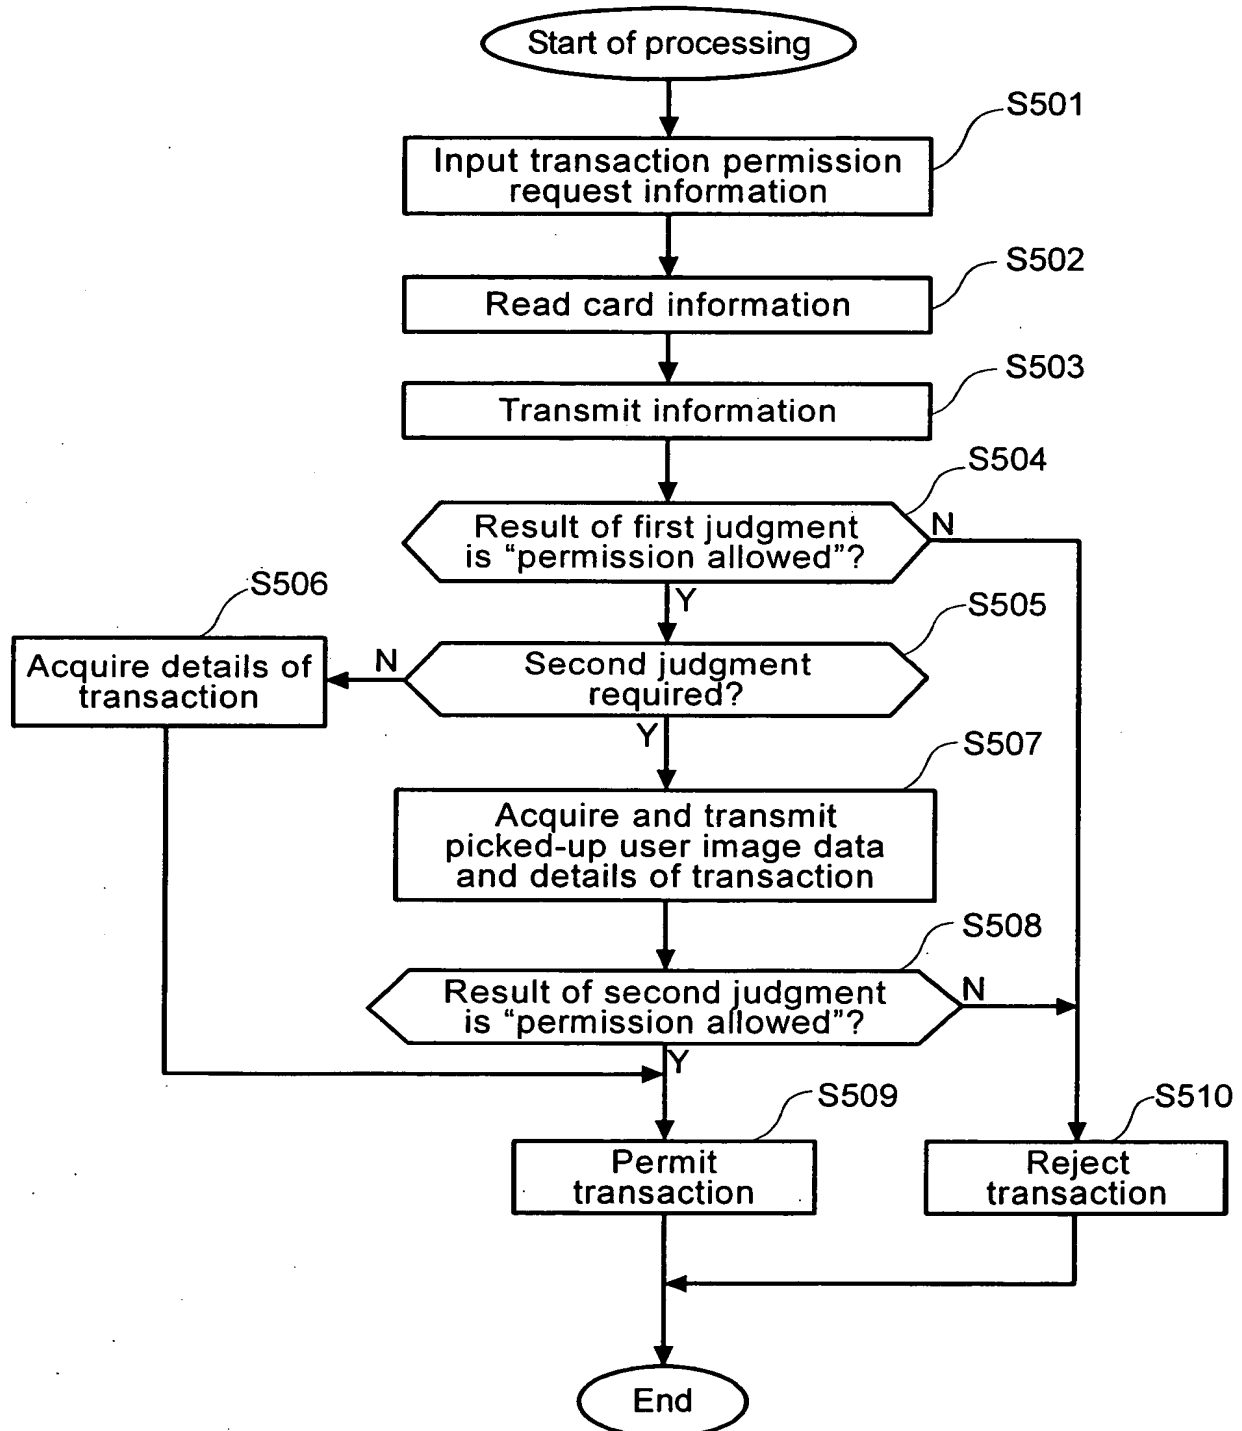 Start of processing
S501
Input transaction permission
request information
S502
Read card information
S503
Transmit information
S504
Result of first judgment
is “permission allowed”?
N
Y
S506
S505
Acquire details of
transaction
N
Second judgment
required?
Y
S507
Acquire and transmit
picked-up user image data
and details of transaction
S508
Result of second judgment
is “permission allowed”?
N
Y
S509
S510
Permit
transaction
Reject
transaction
End